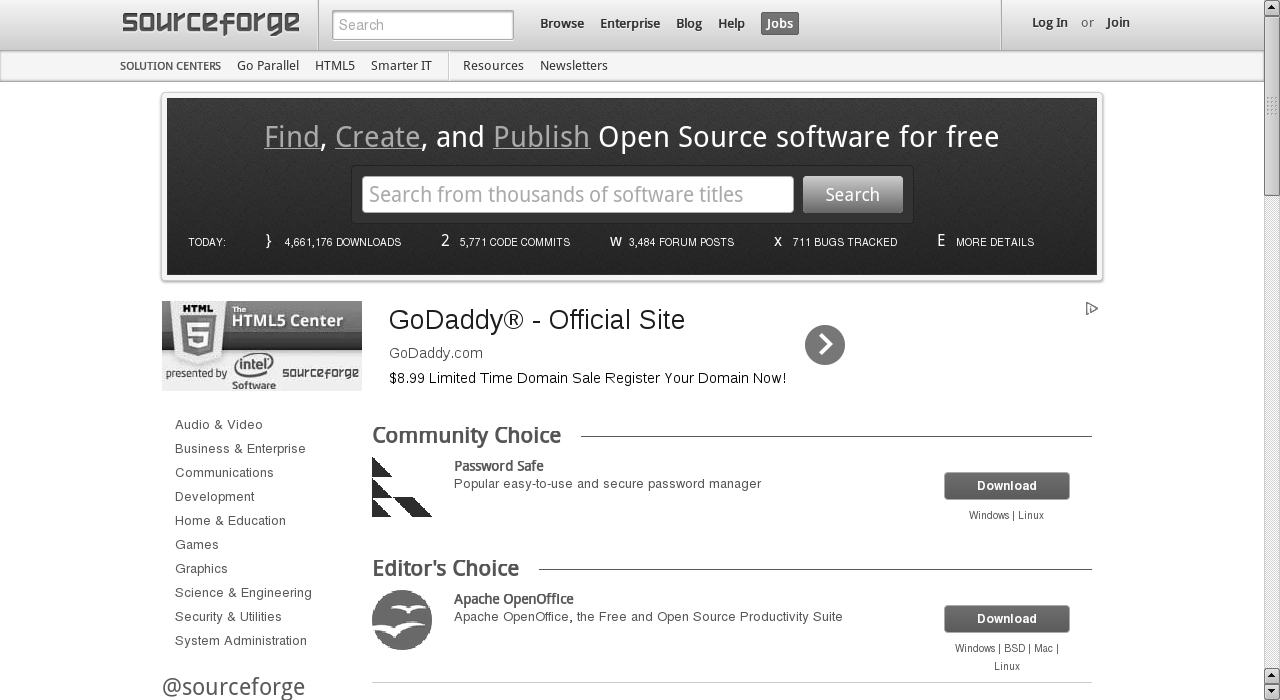 sourceforge
Search
Browse Enterprise Blog Help Jobs
Log In or Join
SOLUTION CENTERS Go Parallel HTML5 Smarter IT Resources Newsletters
Find, Create, and Publish Open Source software for free
Search from thousands of software titles
Search
TODAY: } 4,661,176 DOWNLOADS 2 5,771 CODE COMMITS w 3,484 FORUM POSTS x 711 BUGS TRACKED E MORE DETAILS
HTML
5
The
HTML5 Center
presented by intel Software sourceforge
GoDaddy® - Official Site
GoDaddy.com
$8.99 Limited Time Domain Sale Register Your Domain Now!
Audio & Video
Business & Enterprise
Communications
Development
Home & Education
Games
Graphics
Science & Engineering
Security & Utilities
System Administration
@sourceforge
Community Choice
Password Safe
Popular easy-to-use and secure password manager
Download
Windows | Linux
Editor's Choice
Apache OpenOffice
Apache OpenOffice, the Free and Open Source Productivity Suite
Download
Windows | BSD | Mac |
Linux